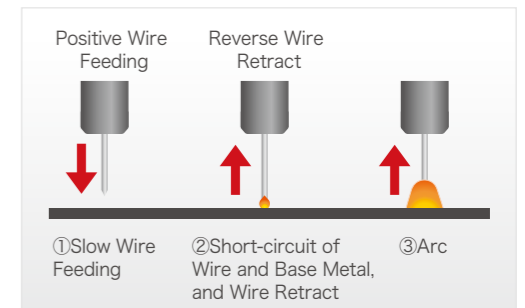 Positive Wire
Feeding
Reverse Wire
Retract
①Slow Wire
Feeding
②Short-circuit of
Wire and Base Metal,
and Wire Retract
③Arc